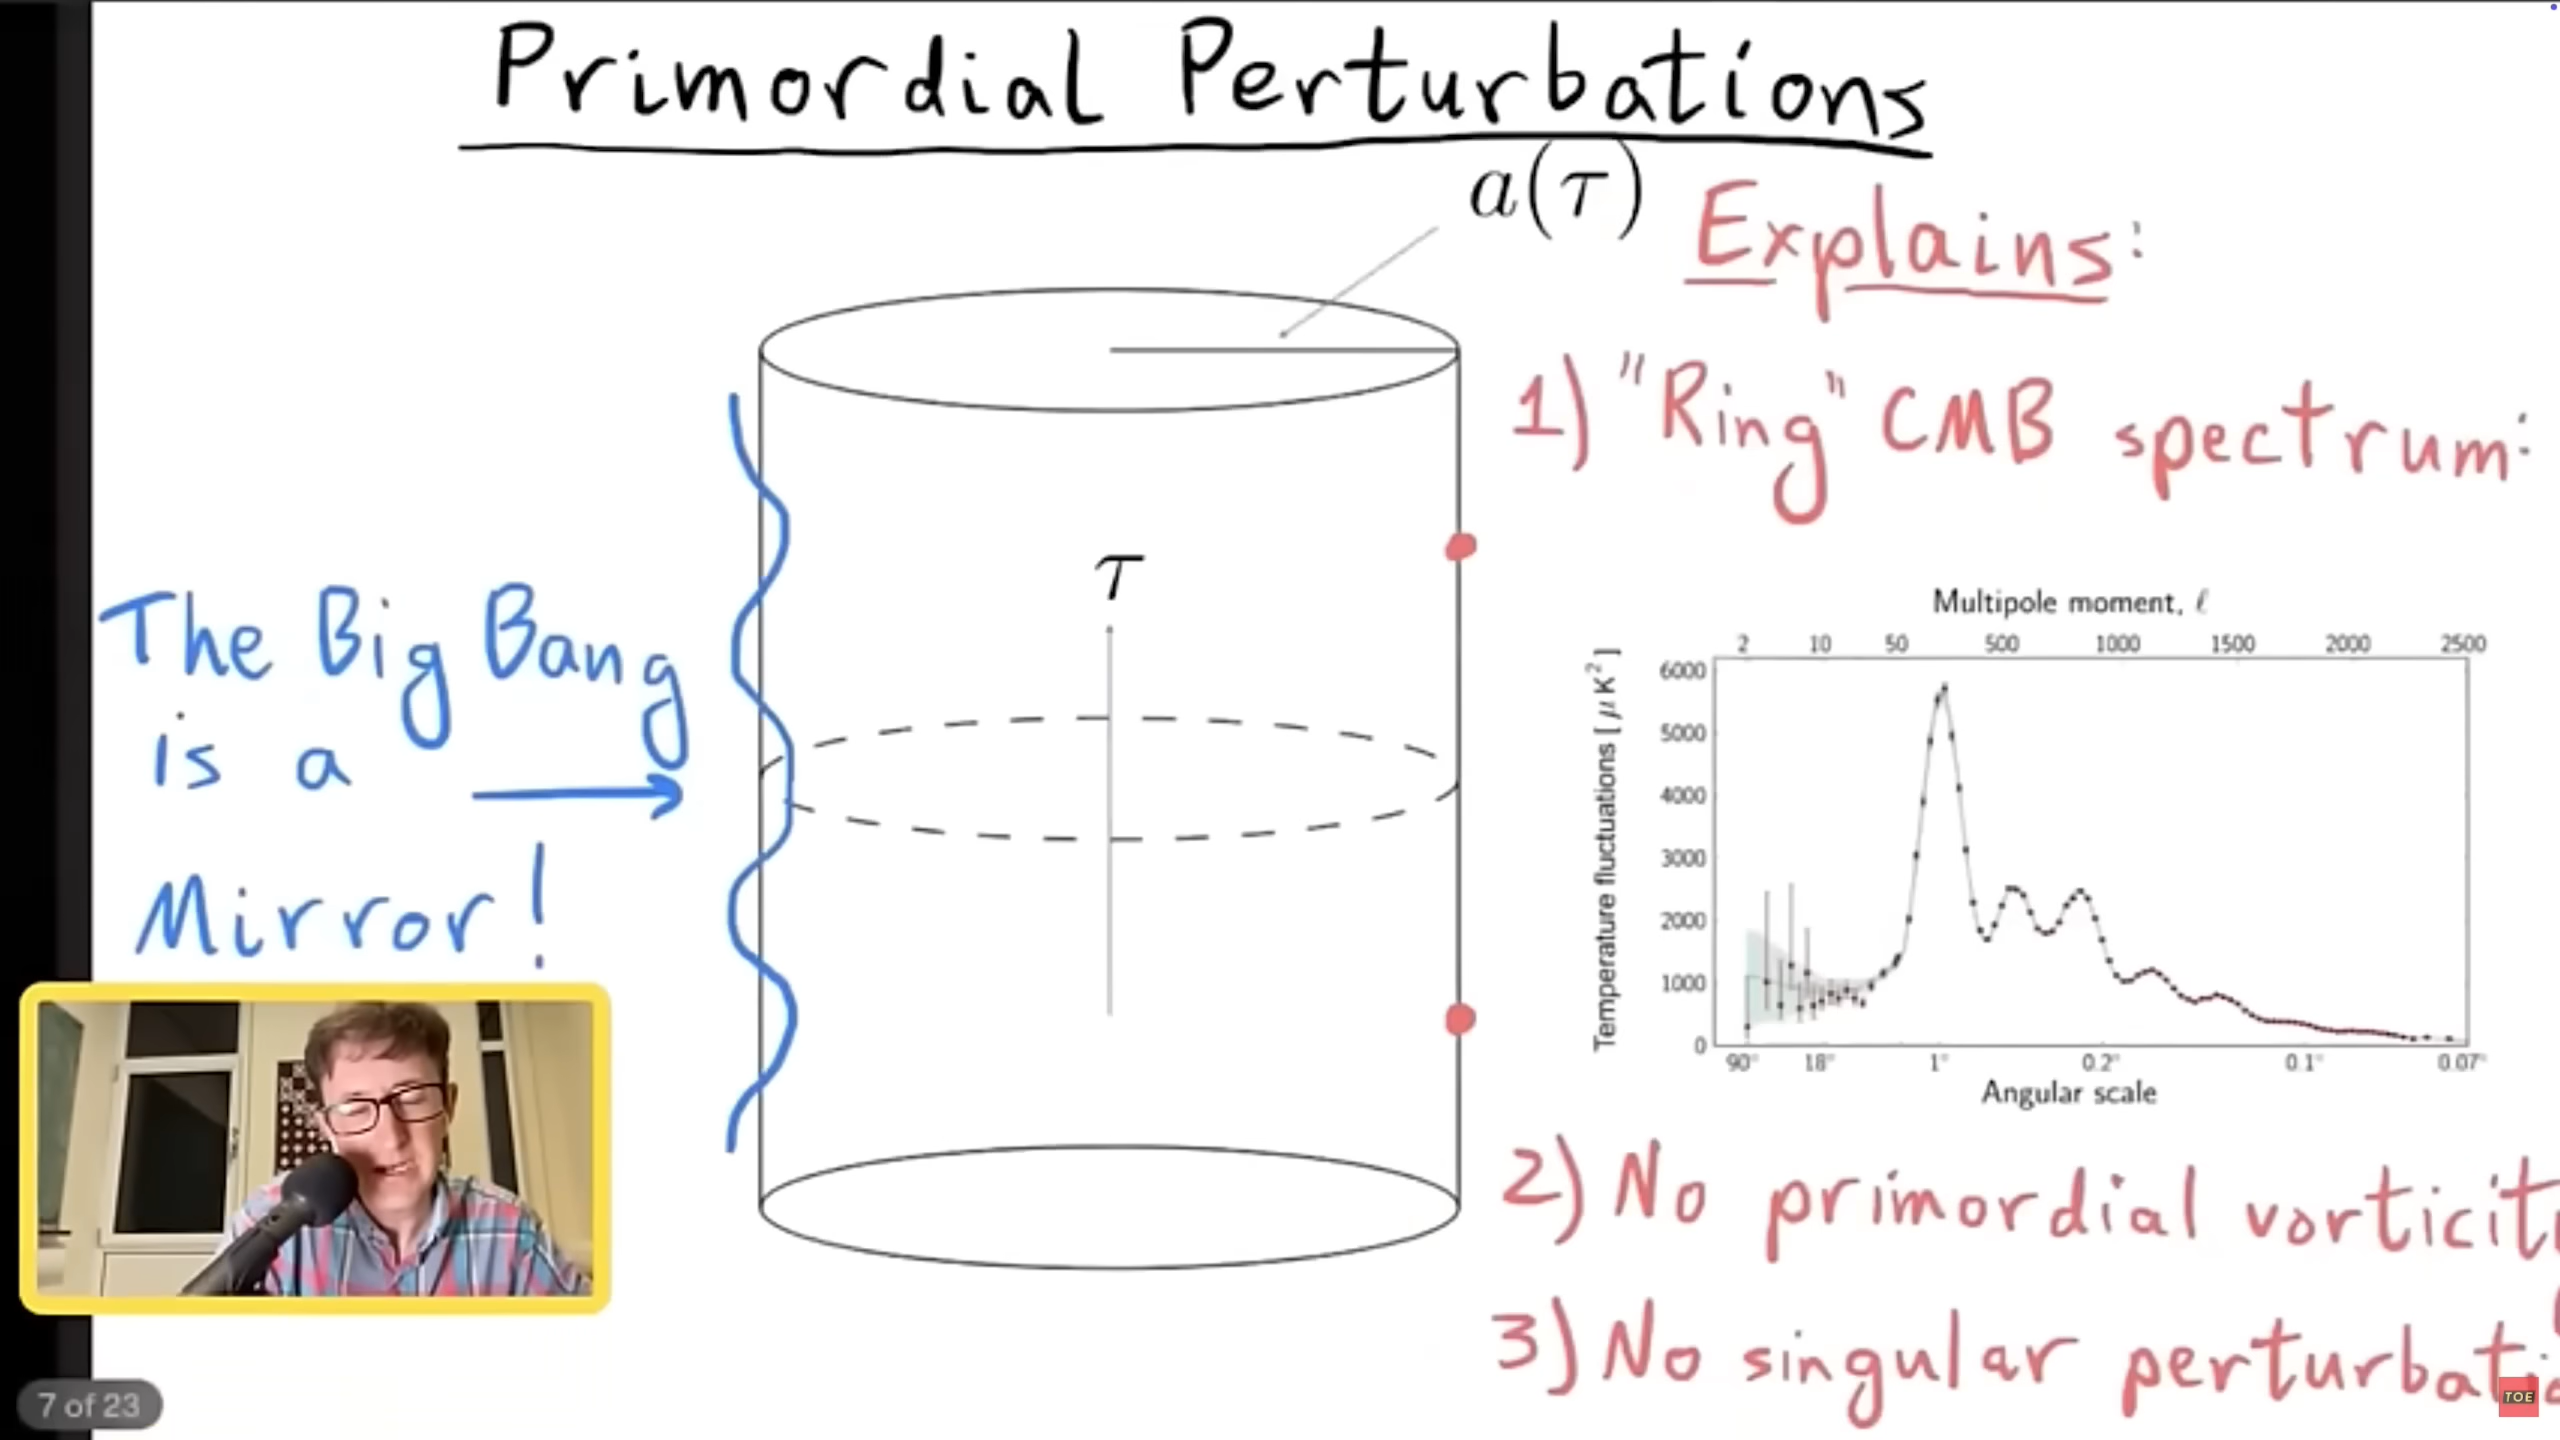 Primordial Perturbations
a(τ)
Explains:
1) "Ring" CMB spectrum:
τ
The Big Bang
is a
Mirror!
Multipole moment, ℓ
2 10 50 500 1000 1500 2000 2500
Temperature fluctuations [ μ K² ]
6000
5000
4000
3000
2000
1000
0
90° 18° 1° 0.2° 0.1° 0.07°
Angular scale
2) No primordial vorticit
3) No singular perturbati
7 of 23
TOE